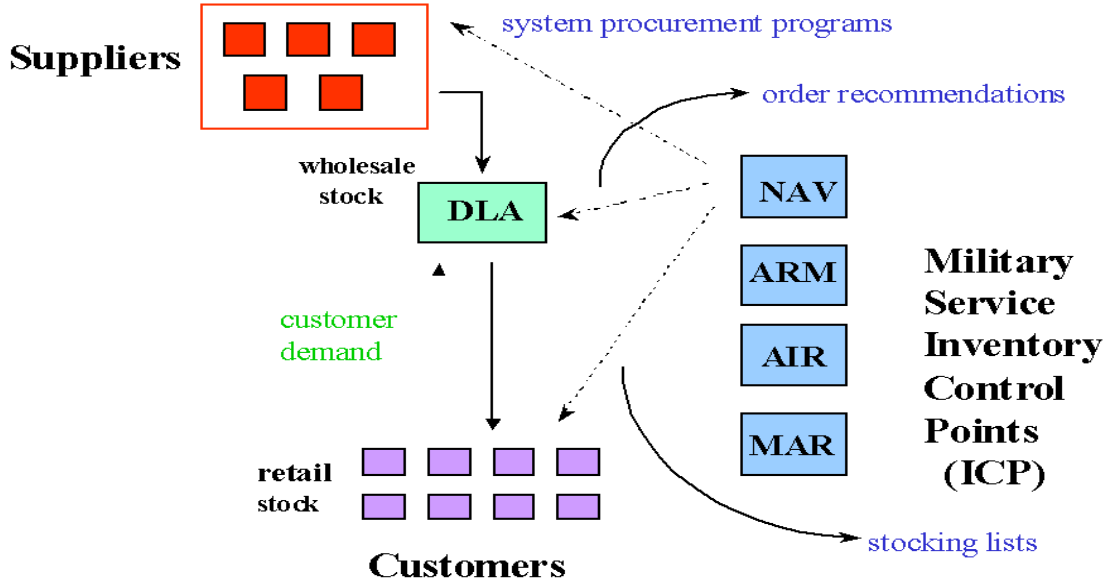 system procurement programs
Suppliers
order recommendations
wholesale
stock
DLA
NAV
ARM
AIR
MAR
Military
Service
Inventory
Control
Points
(ICP)
customer
demand
retail
stock
stocking lists
Customers